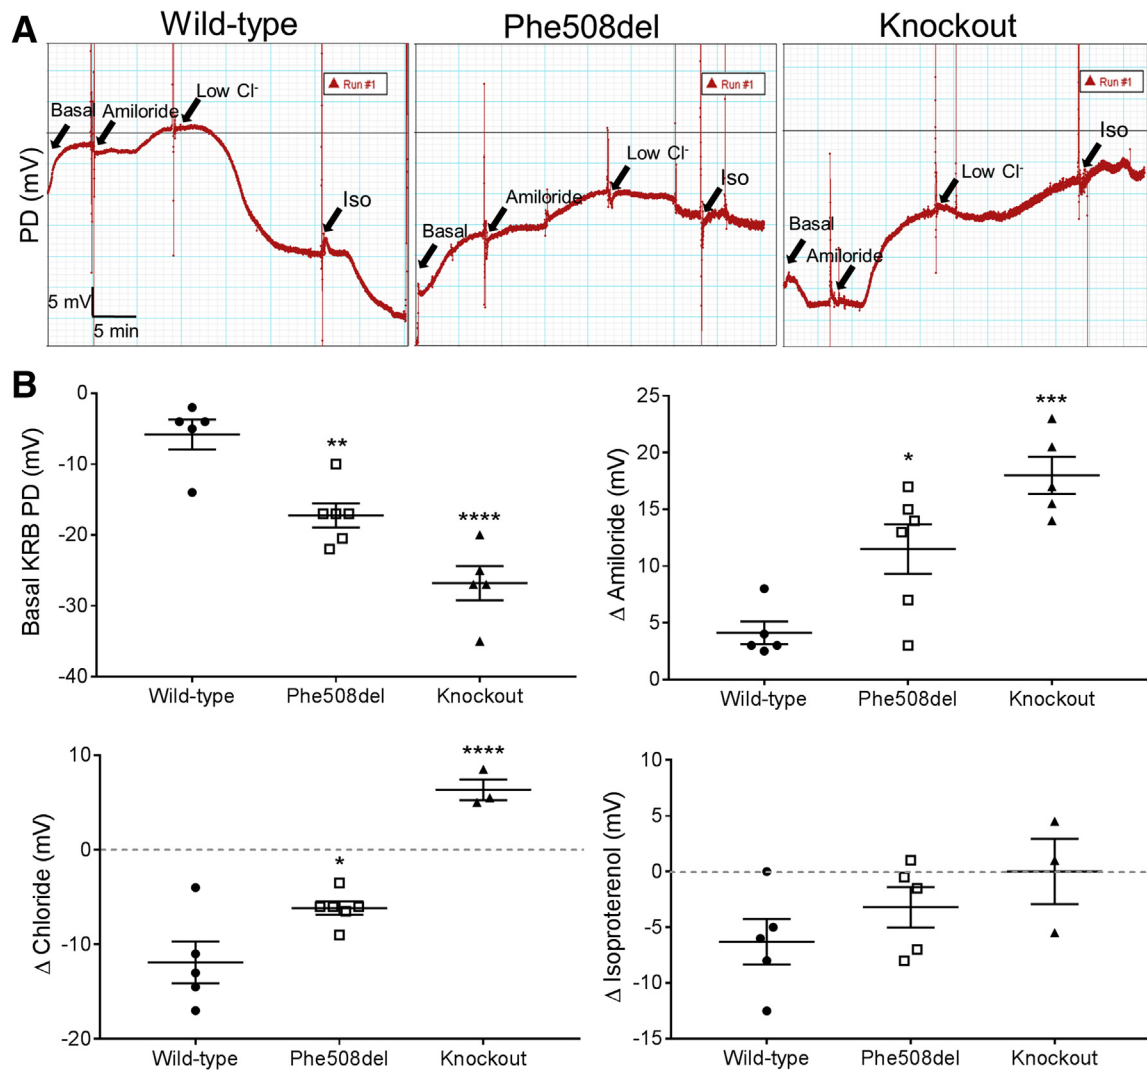 A
Wild-type
Phe508del
Knockout
PD (mV)
Basal
Amiloride
Low Cl-
Iso
▲ Run #1
5 mV
5 min
Basal
Amiloride
Low Cl-
Iso
▲ Run #1
Basal
Amiloride
Low Cl-
Iso
▲ Run #1
B
Basal KRB PD (mV)
0
-10
-20
-30
-40
**
****
Wild-type
Phe508del
Knockout
Δ Amiloride (mV)
25
20
15
10
5
0
*
***
Wild-type
Phe508del
Knockout
Δ Chloride (mV)
10
0
-10
-20
*
****
Wild-type
Phe508del
Knockout
Δ Isoproterenol (mV)
10
5
0
-5
-10
-15
Wild-type
Phe508del
Knockout